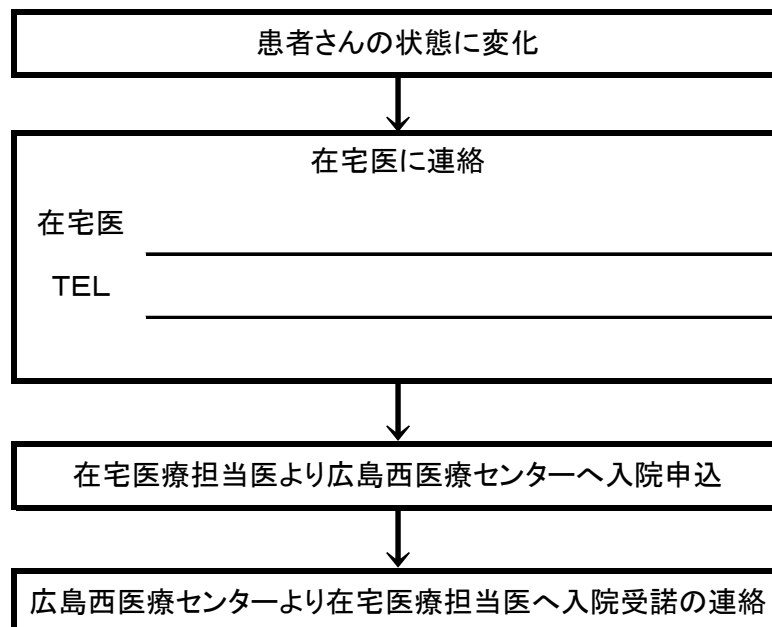 患者さんの状態に変化
在宅医に連絡
在宅医
TEL
在宅医療担当医より広島西医療センターへ入院申込
広島西医療センターより在宅医療担当医へ入院受諾の連絡